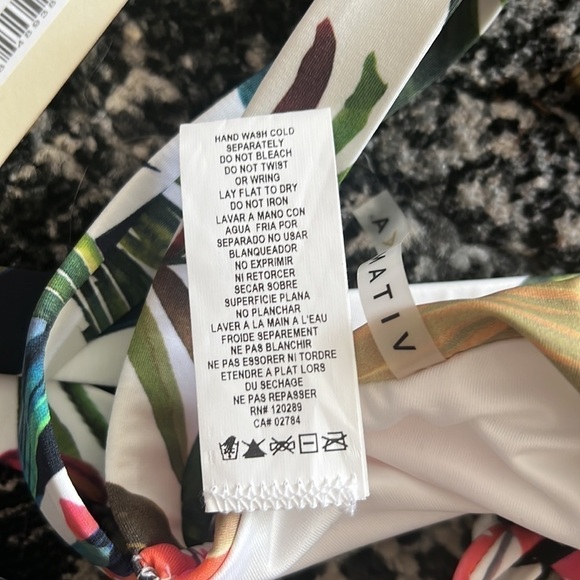 HAND WASH COLD
SEPARATELY
DO NOT BLEACH
DO NOT TWIST
OR WRING
LAY FLAT TO DRY
DO NOT IRON
LAVAR A MANO CON
AGUA FRIA POR
SEPARADO NO USAR
BLANQUEADOR
NO EXPRIMIR
NI RETORCER
SECAR SOBRE
SUPERFICIE PLANA
NO PLANCHAR
LAVER A LA MAIN A L'EAU
FROIDE SEPAREMENT
NE PAS BLANCHIR
NE PAS ESSORER NI TORDRE
ETENDRE A PLAT LORS
DU SECHAGE
NE PAS REPASSER
RN# 120289
CA# 02784